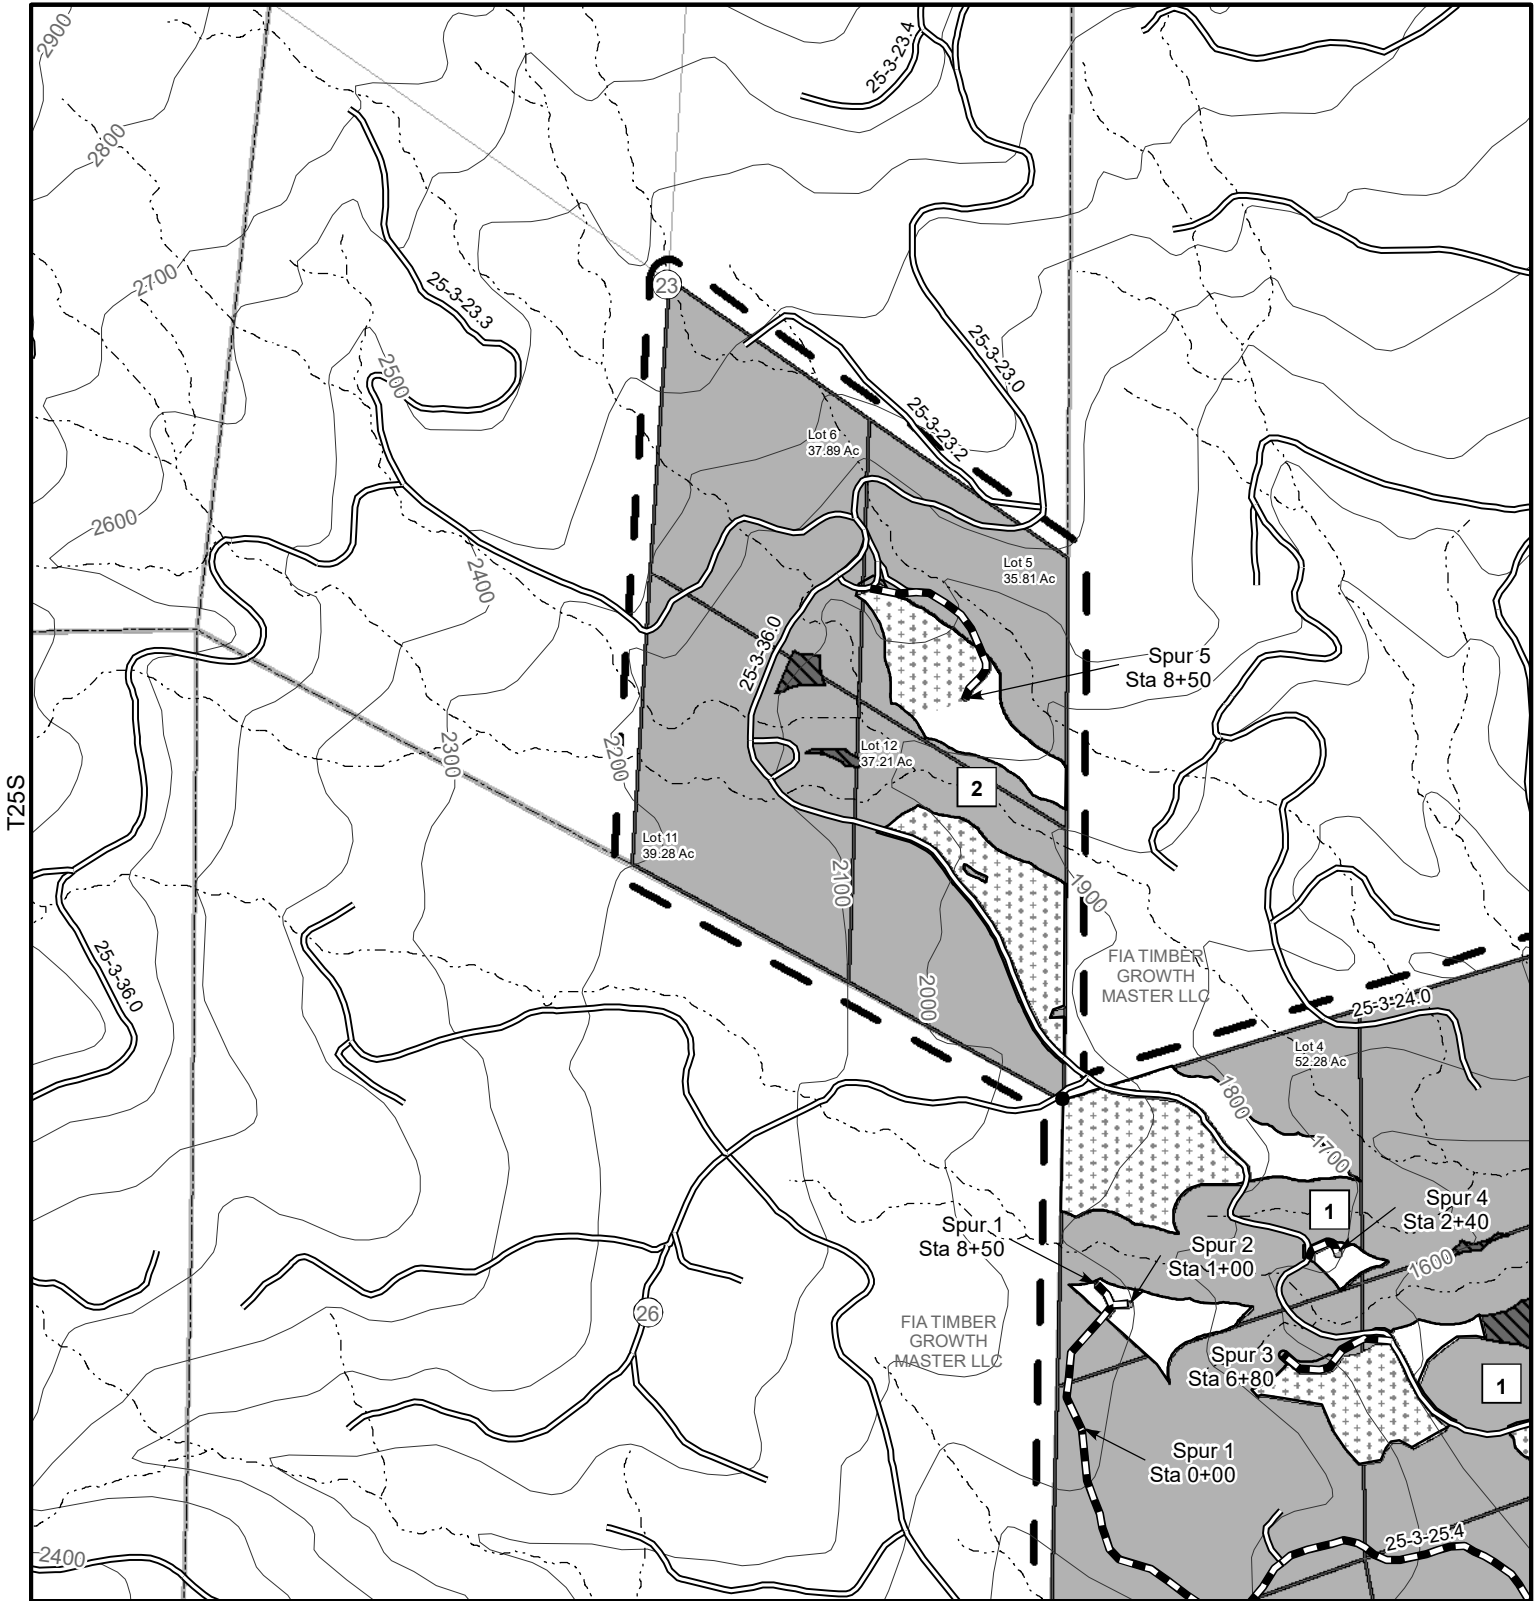 2900
25-3-23.4
2800
2700
25-3-23.3
23
25-3-23.0
2500
25-3-23.2
Lot 6
37.89 Ac
2600
2400
Lot 5
35.81 Ac
25-3-36.0
Spur 5
Sta 8+50
2300
2200
Lot 12
37.21 Ac
2
T25S
Lot 11
39.28 Ac
2100
1900
25-3-36.0
2000
FIA TIMBER
GROWTH
MASTER LLC
25-3-24.0
Lot 4
52.28 Ac
1800
1700
1
Spur 4
Sta 2+40
Spur 1
Sta 8+50
Spur 2
Sta 1+00
1600
26
FIA TIMBER
GROWTH
MASTER LLC
Spur 3
Sta 6+80
1
Spur 1
Sta 0+00
25-3-25.4
2400